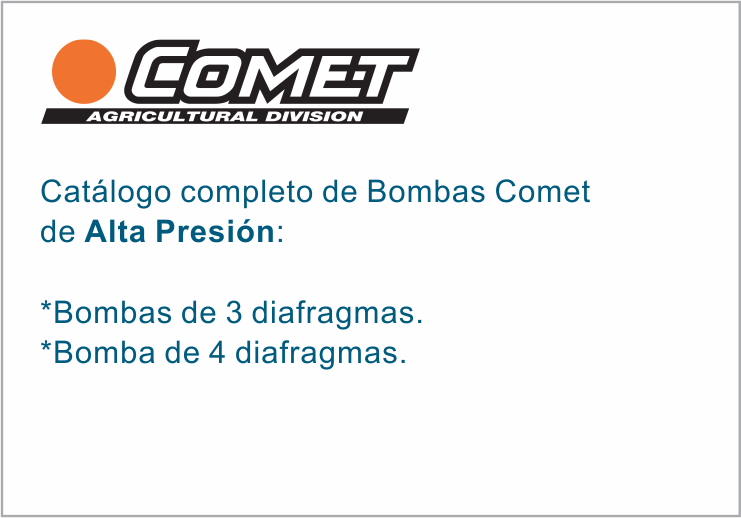 COMET
AGRICULTURAL DIVISION
Catálogo completo de Bombas Comet
de Alta Presión:
*Bombas de 3 diafragmas.
*Bomba de 4 diafragmas.